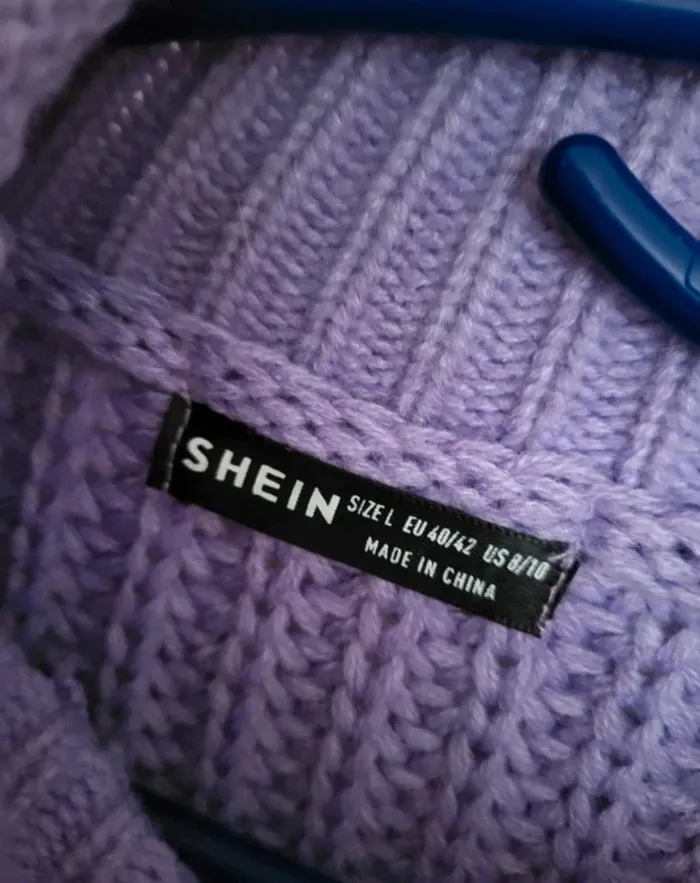 SHEIN SIZE L EU 40/42 US 8/10
MADE IN CHINA